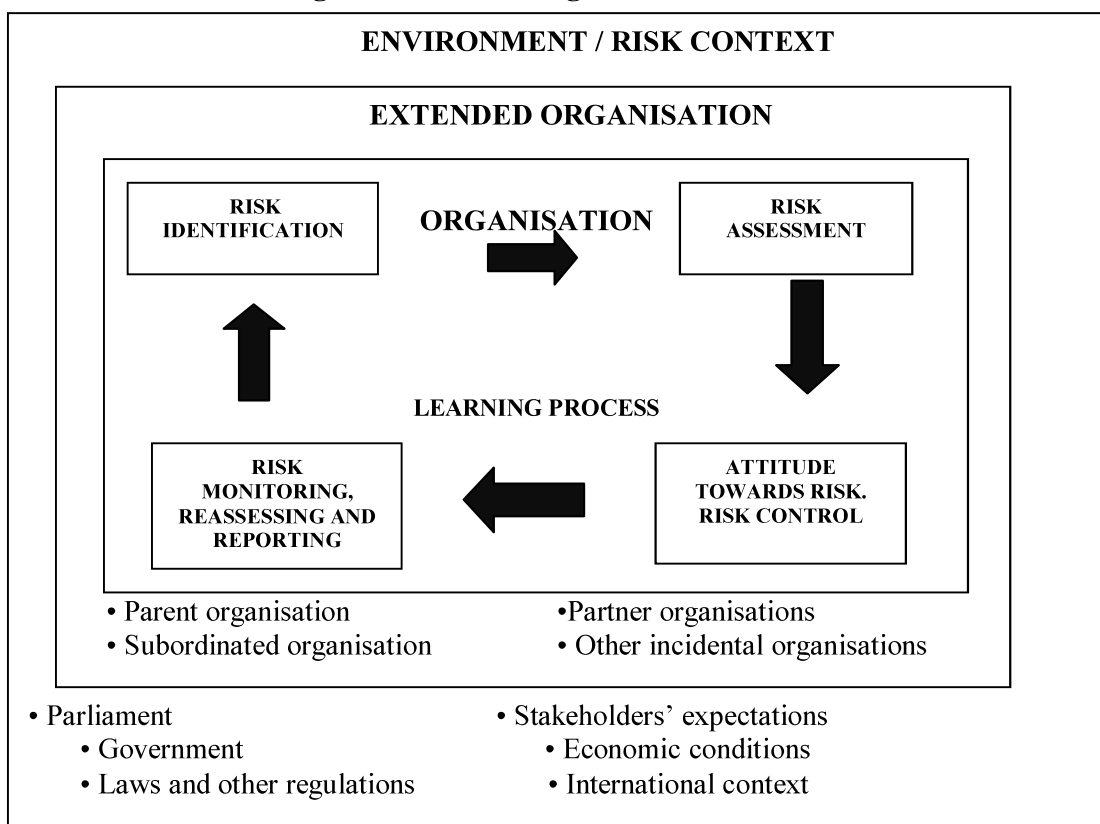 ENVIRONMENT / RISK CONTEXT
EXTENDED ORGANISATION
RISK
IDENTIFICATION
ORGANISATION
RISK
ASSESSMENT
LEARNING PROCESS
RISK
MONITORING,
REASSESSING AND
REPORTING
ATTITUDE
TOWARDS RISK.
RISK CONTROL
• Parent organisation
• Subordinated organisation
•Partner organisations
• Other incidental organisations
• Parliament
• Government
• Laws and other regulations
• Stakeholders’ expectations
• Economic conditions
• International context